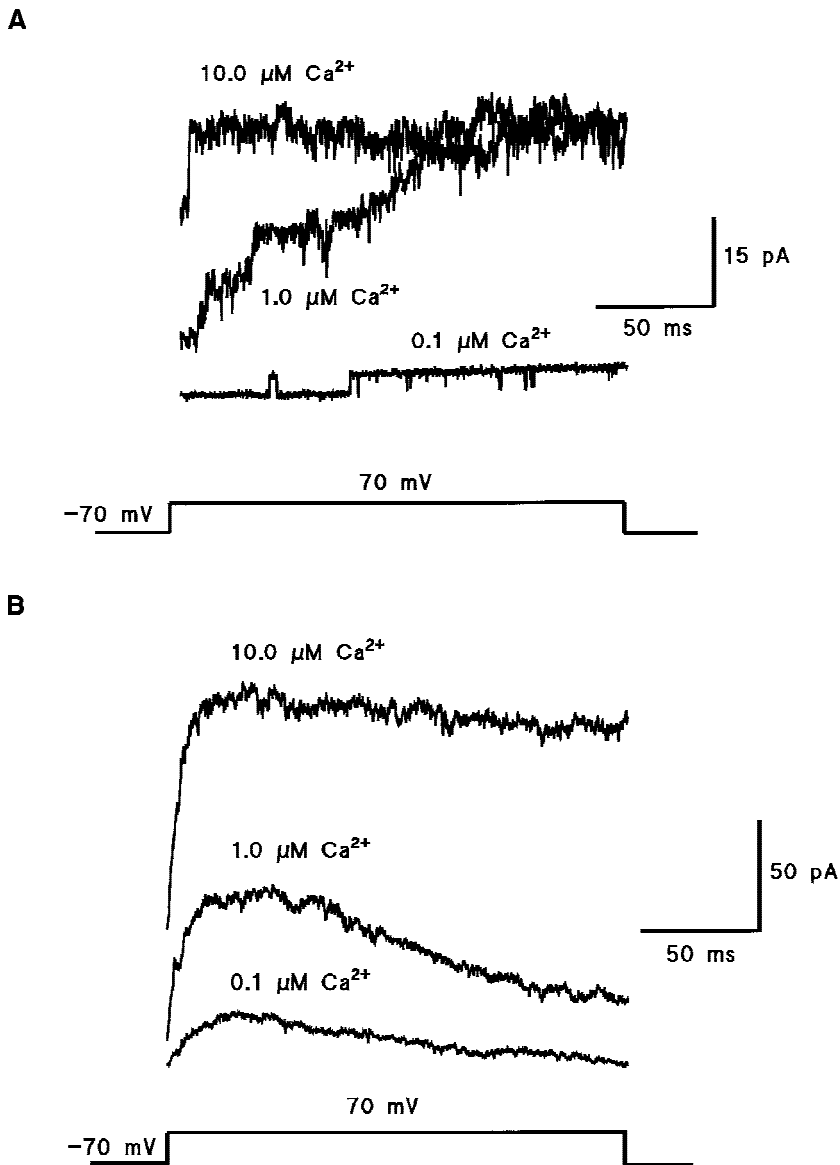 A
10.0 µM Ca²⁺
15 pA
1.0 µM Ca²⁺
50 ms
0.1 µM Ca²⁺
70 mV
−70 mV
B
10.0 µM Ca²⁺
1.0 µM Ca²⁺
50 pA
50 ms
0.1 µM Ca²⁺
70 mV
−70 mV